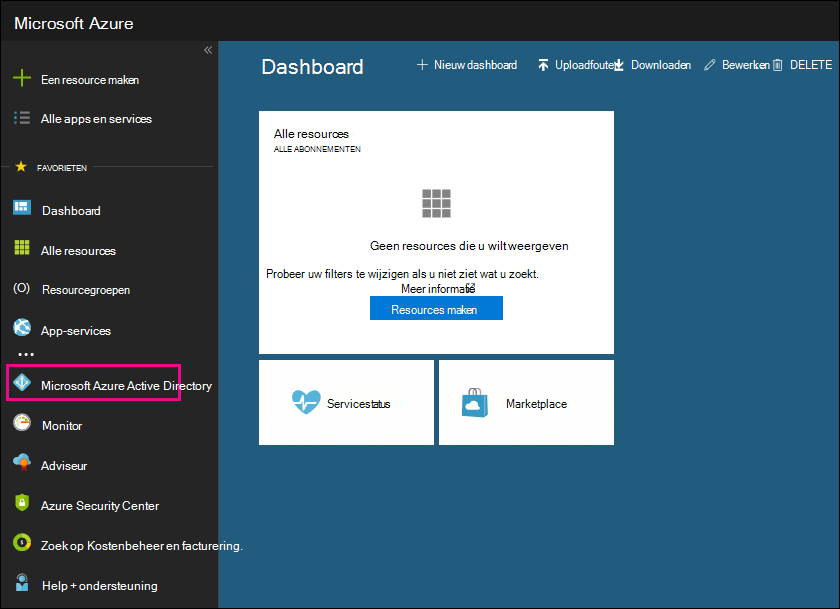 Microsoft Azure
«
Een resource maken
Alle apps en services
FAVORIETEN
Dashboard
Alle resources
(O) Resourcegroepen
App-services
•••
Microsoft Azure Active Directory
Monitor
Adviseur
Azure Security Center
Zoek op Kostenbeheer en facturering.
Help + ondersteuning
Dashboard
Nieuw dashboard
Uploadfoute
Downloaden
Bewerken
DELETE
Alle resources
ALLE ABONNEMENTEN
Geen resources die u wilt weergeven
Probeer uw filters te wijzigen als u niet ziet wat u zoekt.
Meer informatie
Resources maken
Servicestatus
Marketplace